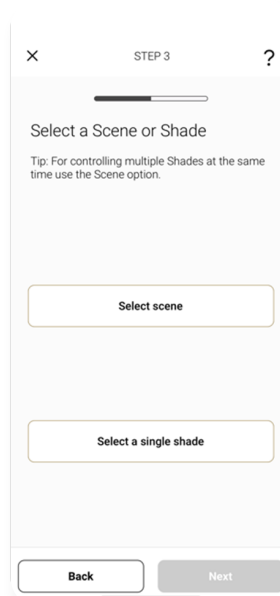 STEP 3
?
Select a Scene or Shade
Tip: For controlling multiple Shades at the same
time use the Scene option.
Select scene
Select a single shade
Back
Next